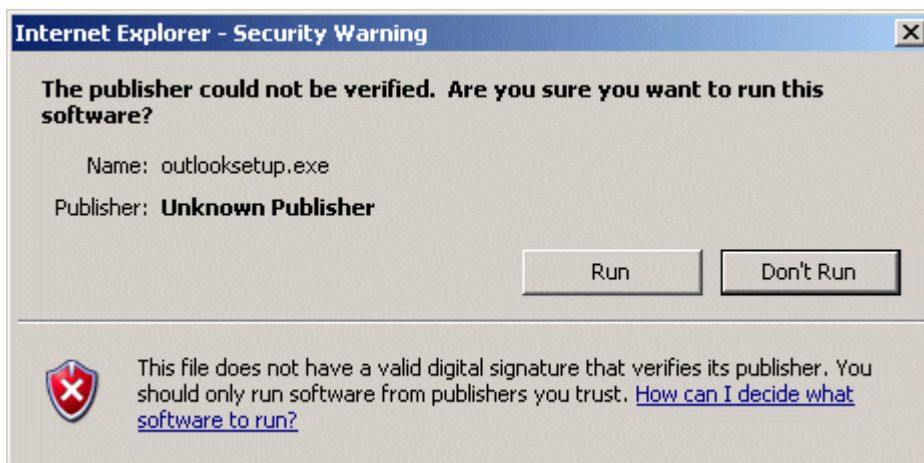 Internet Explorer - Security Warning
The publisher could not be verified.  Are you sure you want to run this
software?
Name: outlooksetup.exe
Publisher: Unknown Publisher
Run Don't Run
This file does not have a valid digital signature that verifies its publisher. You
should only run software from publishers you trust. How can I decide what
software to run?